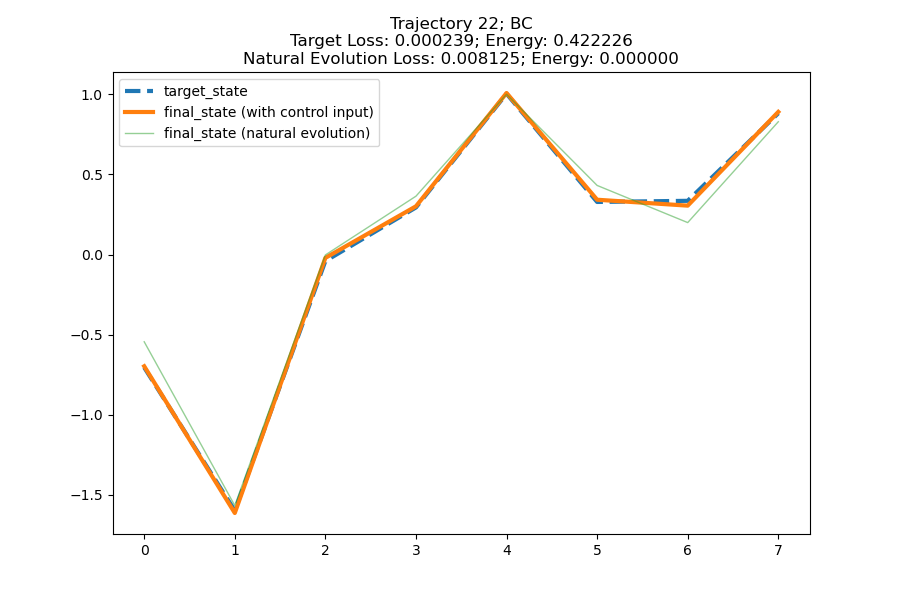 Trajectory 22; BC
Target Loss: 0.000239; Energy: 0.422226
Natural Evolution Loss: 0.008125; Energy: 0.000000
target_state
final_state (with control input)
final_state (natural evolution)
1.0
0.5
0.0
−0.5
−1.0
−1.5
0 1 2 3 4 5 6 7